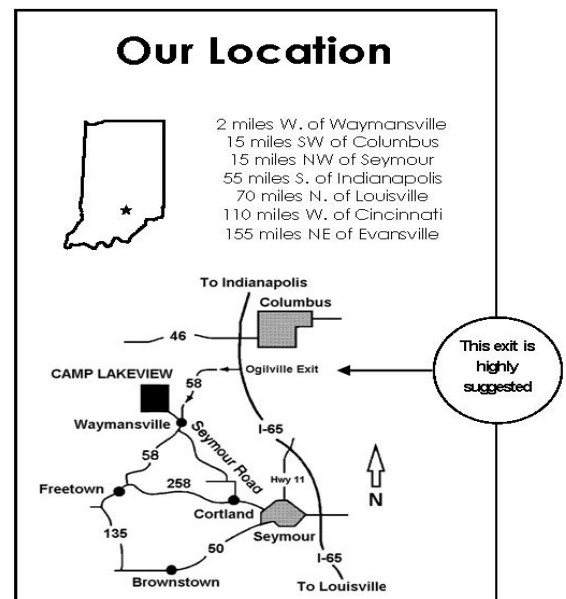 Our Location
2 miles W. of Waymansville
15 miles SW of Columbus
15 miles NW of Seymour
55 miles S. of Indianapolis
70 miles N. of Louisville
110 miles W. of Cincinnati
155 miles NE of Evansville
To Indianapolis
Columbus
46
This exit is
highly
suggested
Ogilville Exit
CAMP LAKEVIEW
58
Waymansville
Seymour Road
I-65
58
Hwy 11
N
Freetown
258
Cortland
Seymour
135
50
I-65
Brownstown
To Louisville